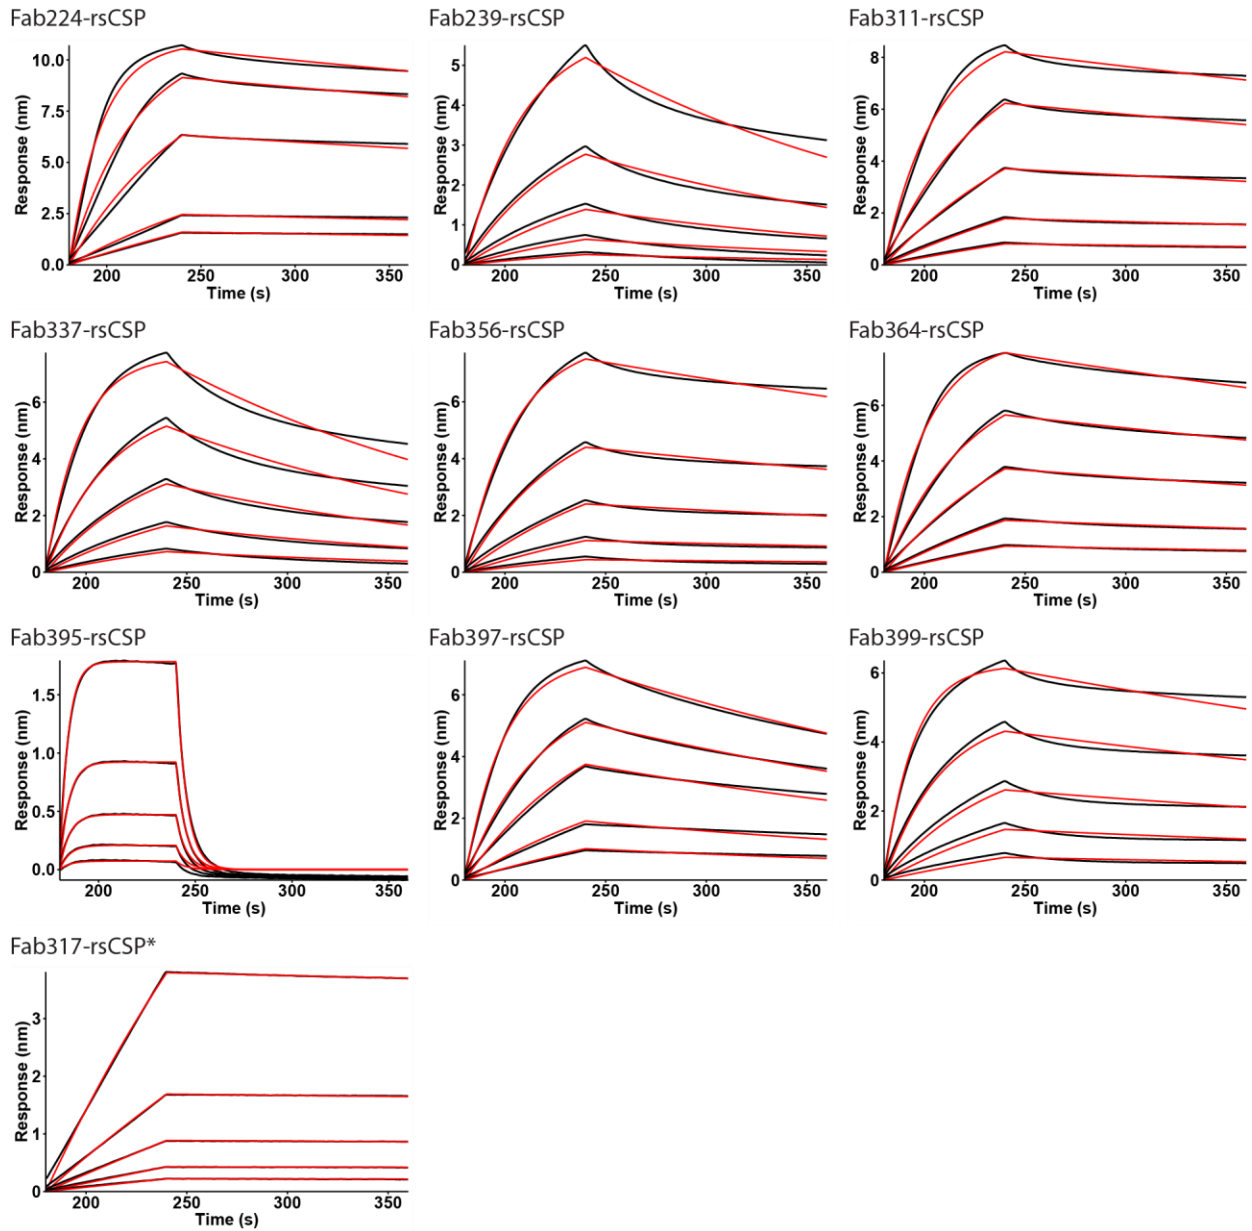 Fab224-rsCSP
Fab239-rsCSP
Fab311-rsCSP
Response (nm)
10.0
7.5
5.0
2.5
0.0
200
250
300
350
Time (s)
Response (nm)
5
4
3
2
1
0
200
250
300
350
Time (s)
Response (nm)
8
6
4
2
0
200
250
300
350
Time (s)
Fab337-rsCSP
Fab356-rsCSP
Fab364-rsCSP
Response (nm)
6
4
2
0
200
250
300
350
Time (s)
Response (nm)
6
4
2
0
200
250
300
350
Time (s)
Response (nm)
6
4
2
0
200
250
300
350
Time (s)
Fab395-rsCSP
Fab397-rsCSP
Fab399-rsCSP
Response (nm)
1.5
1.0
0.5
0.0
200
250
300
350
Time (s)
Response (nm)
6
4
2
0
200
250
300
350
Time (s)
Response (nm)
6
4
2
0
200
250
300
350
Time (s)
Fab317-rsCSP*
Response (nm)
3
2
1
0
200
250
300
350
Time (s)